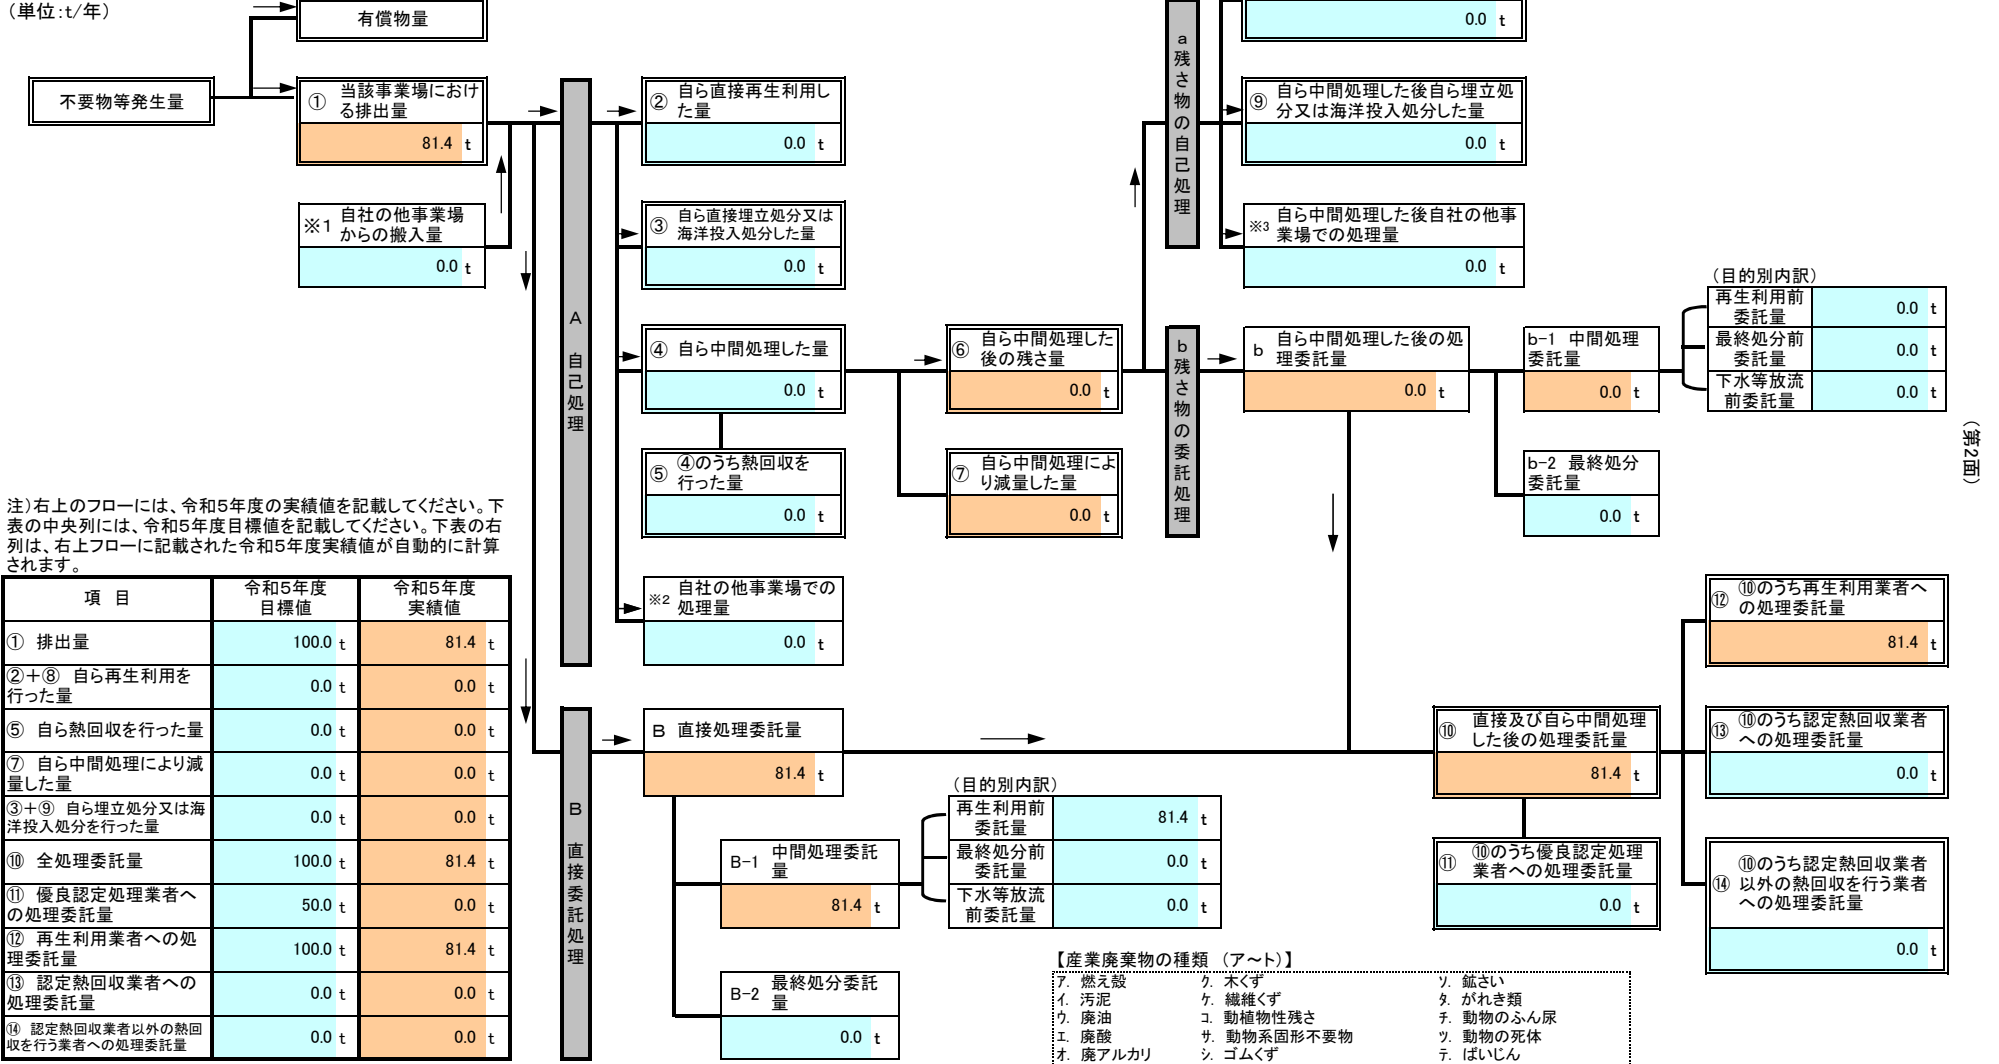 （単位:t/年）
有償物量
不要物等発生量
① 当該事業場におけ
る排出量
81.4 t
※1 自社の他事業場
からの搬入量
0.0 t
A 自己処理
② 自ら直接再生利用し
た量
0.0 t
③ 自ら直接埋立処分又は
海洋投入処分した量
0.0 t
④ 自ら中間処理した量
0.0 t
⑤ ④のうち熱回収を
行った量
0.0 t
※2 自社の他事業場での
処理量
0.0 t
⑥ 自ら中間処理した
後の残さ量
0.0 t
⑦ 自ら中間処理によ
り減量した量
0.0 t
a残さ物の自己処理
0.0 t
⑨ 自ら中間処理した後自ら埋立処
分又は海洋投入処分した量
0.0 t
※3 自ら中間処理した後自社の他事
業場での処理量
0.0 t
b残さ物の委託処理
b 自ら中間処理した後の処
理委託量
0.0 t
b-1 中間処理
委託量
0.0 t
b-2 最終処分
委託量
0.0 t
（目的別内訳）
再生利用前
委託量
0.0 t
最終処分前
委託量
0.0 t
下水等放流
前委託量
0.0 t
（第2面）
注）右上のフローには、令和5年度の実績値を記載してください。下
表の中央列には、令和5年度目標値を記載してください。下表の右
列は、右上フローに記載された令和5年度実績値が自動的に計算
されます。
項 目 令和5年度 目標値 令和5年度 実績値
① 排出量 100.0 t 81.4 t
②＋⑧ 自ら再生利用を
行った量 0.0 t 0.0 t
⑤ 自ら熱回収を行った量 0.0 t 0.0 t
⑦ 自ら中間処理により減
量した量 0.0 t 0.0 t
③＋⑨ 自ら埋立処分又は海
洋投入処分を行った量 0.0 t 0.0 t
⑩ 全処理委託量 100.0 t 81.4 t
⑪ 優良認定処理業者へ
の処理委託量 50.0 t 0.0 t
⑫ 再生利用業者への処
理委託量 100.0 t 81.4 t
⑬ 認定熱回収業者への
処理委託量 0.0 t 0.0 t
⑭ 認定熱回収業者以外の熱回
収を行う業者への処理委託量 0.0 t 0.0 t
B 直接委託処理
B 直接処理委託量
81.4 t
B-1 中間処理委託
量
81.4 t
B-2 最終処分委託
量
0.0 t
（目的別内訳）
再生利用前
委託量
81.4 t
最終処分前
委託量
0.0 t
下水等放流
前委託量
0.0 t
⑩ 直接及び自ら中間処理
した後の処理委託量
81.4 t
⑪ ⑩のうち優良認定処理
業者への処理委託量
0.0 t
⑫ ⑩のうち再生利用業者へ
の処理委託量
81.4 t
⑬ ⑩のうち認定熱回収業者
への処理委託量
0.0 t
⑭ ⑩のうち認定熱回収業者
以外の熱回収を行う業者
への処理委託量
0.0 t
【産業廃棄物の種類 （ア～ト）】
ア. 燃え殻 ク. 木くず ソ. 鉱さい
イ. 汚泥 ケ. 繊維くず タ. がれき類
ウ. 廃油 コ. 動植物性残さ チ. 動物のふん尿
エ. 廃酸 サ. 動物系固形不要物 ツ. 動物の死体
オ. 廃アルカリ シ. ゴムくず テ. ばいじん